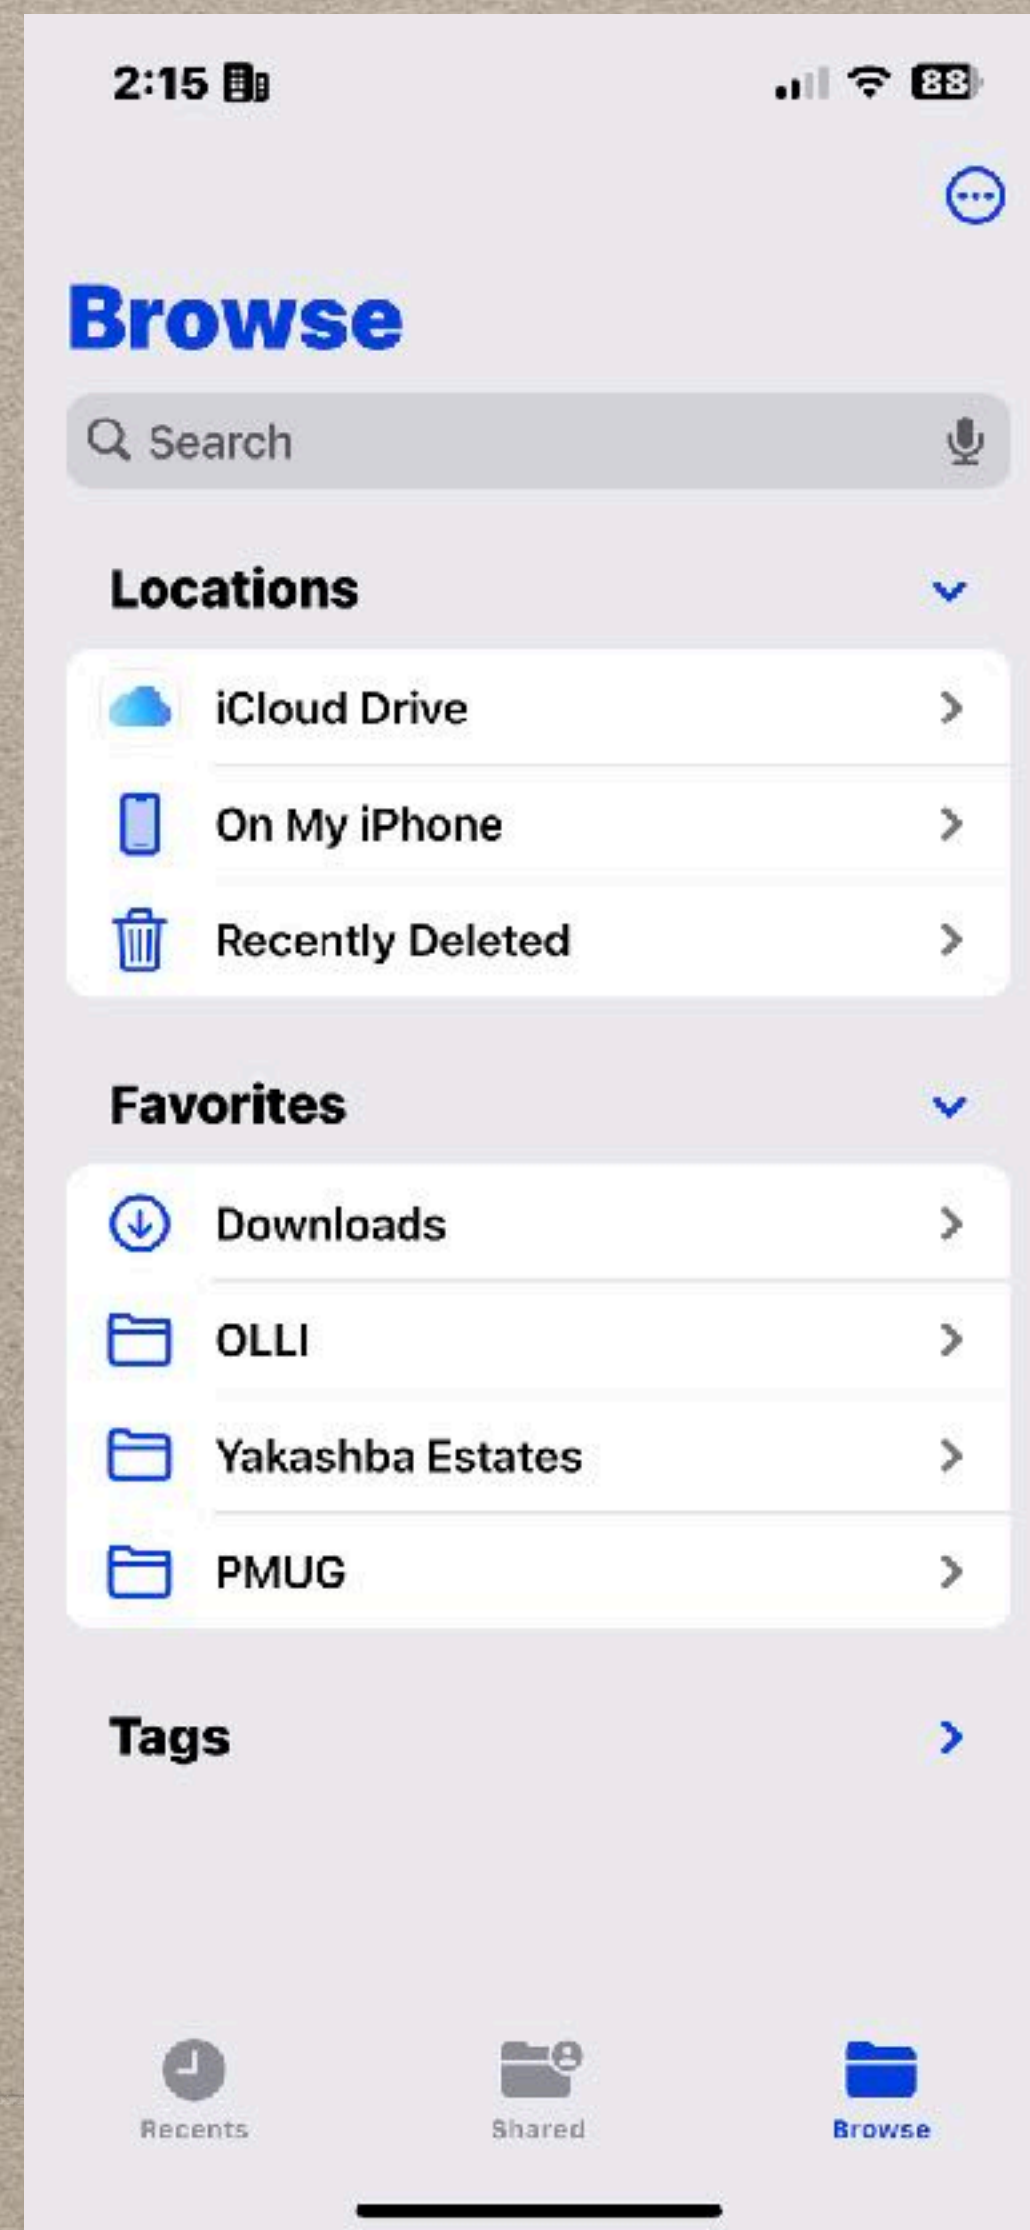 2:15
88
Browse
Search
Locations
iCloud Drive
On My iPhone
Recently Deleted
Favorites
Downloads
OLLI
Yakashba Estates
PMUG
Tags
Recents
Shared
Browse